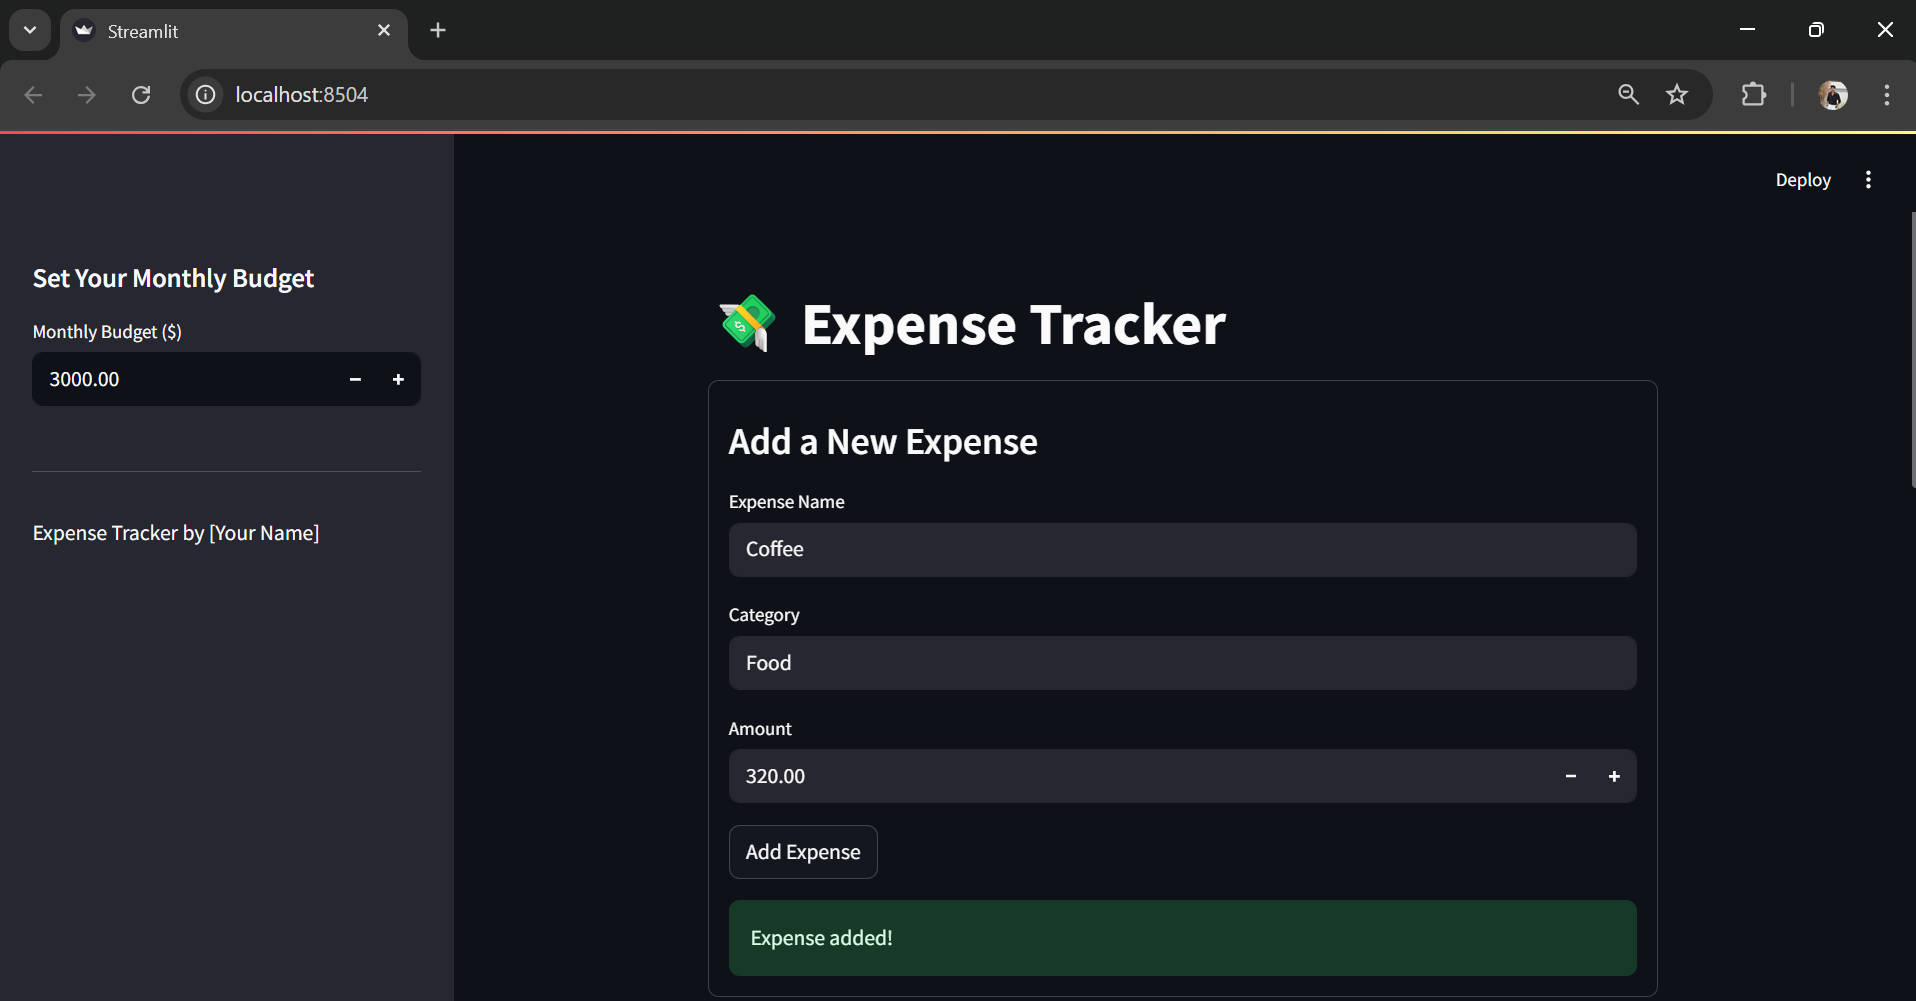 Streamlit
localhost:8504
Deploy
Set Your Monthly Budget
Monthly Budget ($)
3000.00
Expense Tracker by [Your Name]
Expense Tracker
Add a New Expense
Expense Name
Coffee
Category
Food
Amount
320.00
Add Expense
Expense added!